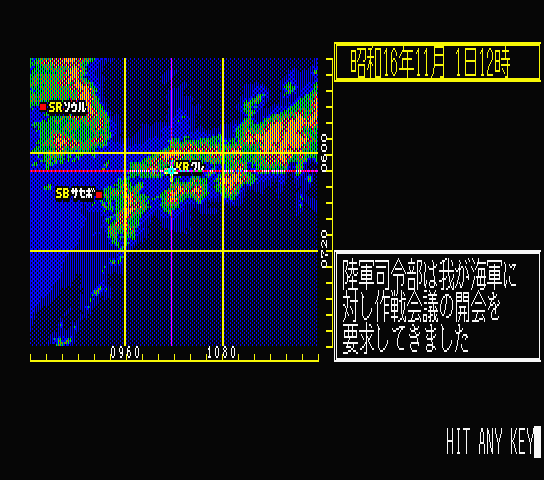 昭和16年11月 1日12時
SRソウル
KRクレ
SBサセボ
0600
0720
0960
1080
陸軍司令部は我が海軍に
対し作戦会議の開会を
要求してきました
HIT ANY KEY